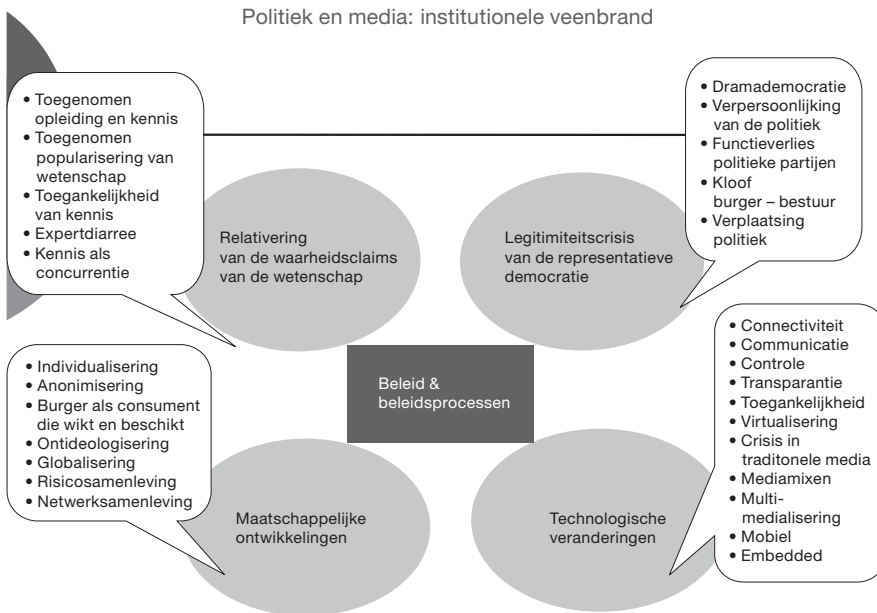 Politiek en media: institutionele veenbrand
• Toegenomen
opleiding en kennis
• Toegenomen
popularisering van
wetenschap
• Toegankelijkheid
van kennis
• Expertdiarree
• Kennis als
concurrentie
Relativering
van de waarheidsclaims
van de wetenschap
Legitimiteitscrisis
van de representatieve
democratie
• Dramademocratie
• Verpersoonlijking
van de politiek
• Functieverlies
politieke partijen
• Kloof
burger – bestuur
• Verplaatsing
politiek
Beleid &
beleidsprocessen
• Individualisering
• Anonimisering
• Burger als consument
die wikt en beschikt
• Ontideologisering
• Globalisering
• Risicosamenleving
• Netwerksamenleving
Maatschappelijke
ontwikkelingen
Technologische
veranderingen
• Connectiviteit
• Communicatie
• Controle
• Transparantie
• Toegankelijkheid
• Virtualisering
• Crisis in
traditonele media
• Mediamixen
• Multi-
medialisering
• Mobiel
• Embedded